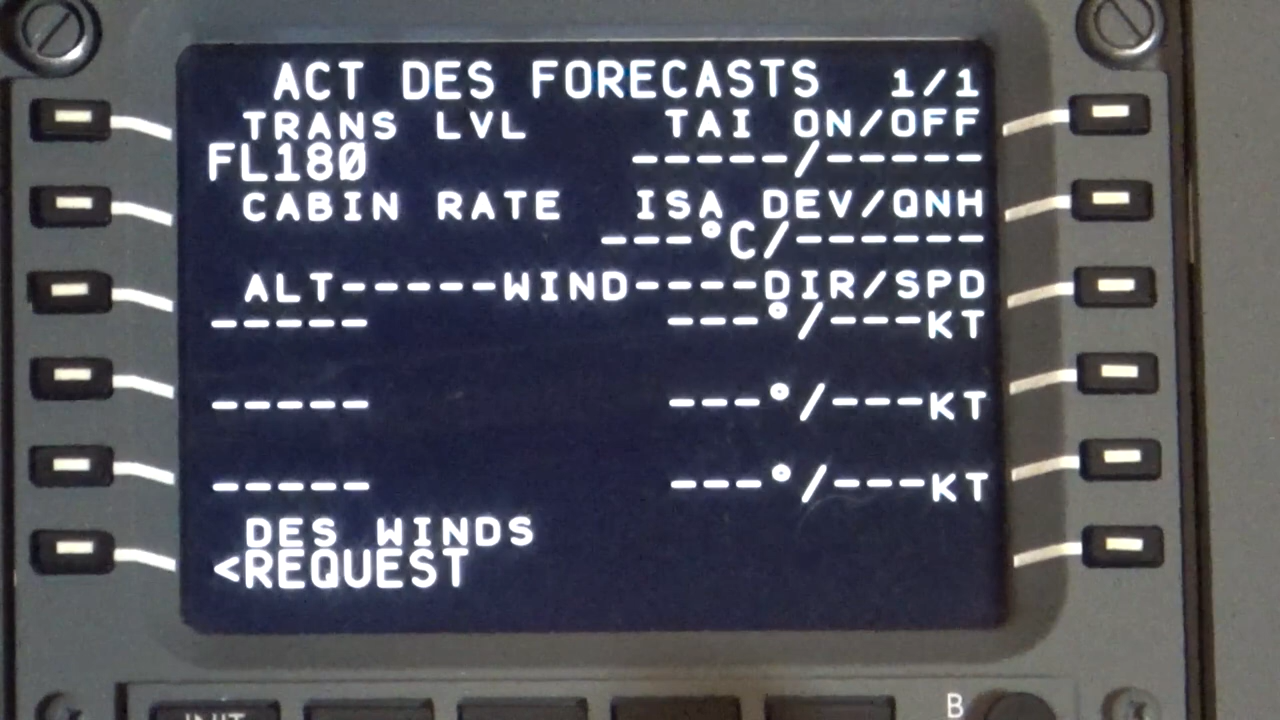 ACT DES FORECASTS 1/1
TRANS LVL TAI ON/OFF
FL180 -----/-----
CABIN RATE ISA DEV/QNH
---°C/------
ALT-----WIND----DIR/SPD
----- ---°/---KT
----- ---°/---KT
----- ---°/---KT
DES WINDS
<REQUEST
B